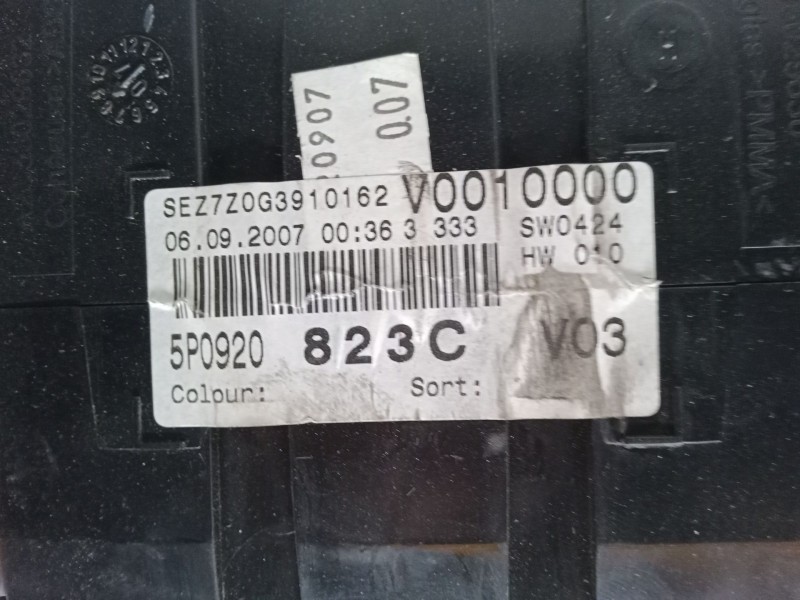 0907
0.07
SEZ7Z0G3910162 V0010000
06.09.2007 00:36 3 333 SW0424
HW 010
5P0920 823C V03
Colour: Sort:
>PMMA<